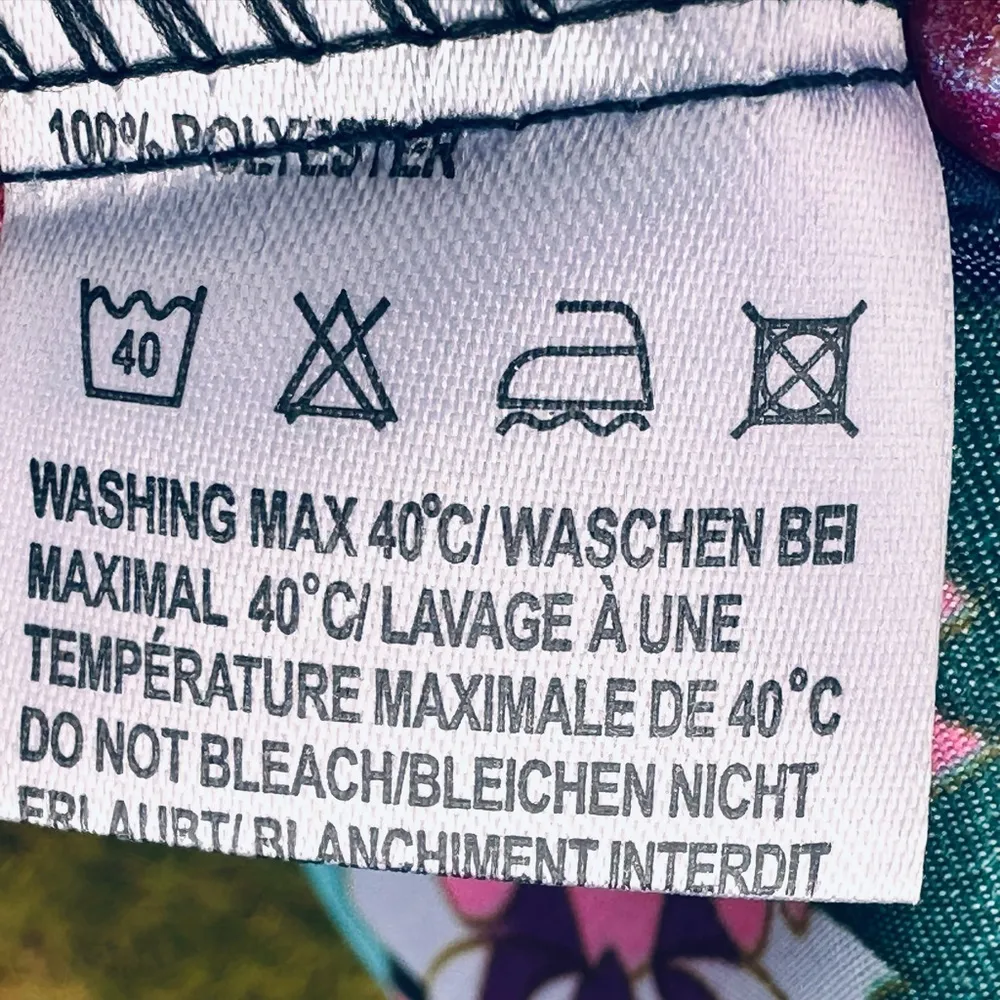 100% POLYESTER
40
WASHING MAX 40°C/ WASCHEN BEI
MAXIMAL 40°C/ LAVAGE À UNE
TEMPÉRATURE MAXIMALE DE 40°C
DO NOT BLEACH/BLEICHEN NICHT
ERLAUBT/ BLANCHIMENT INTERDIT